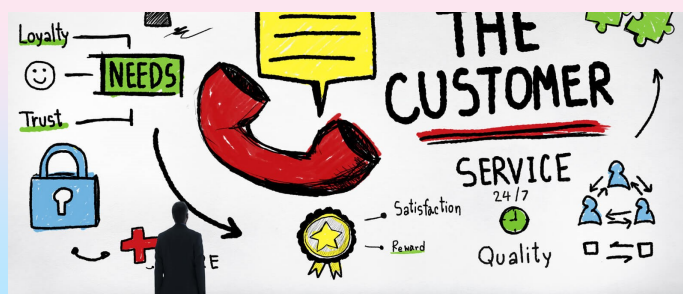 Loyalty
NEEDS
Trust
THE
CUSTOMER
SERVICE
24/7
Quality
Satisfaction
Reward